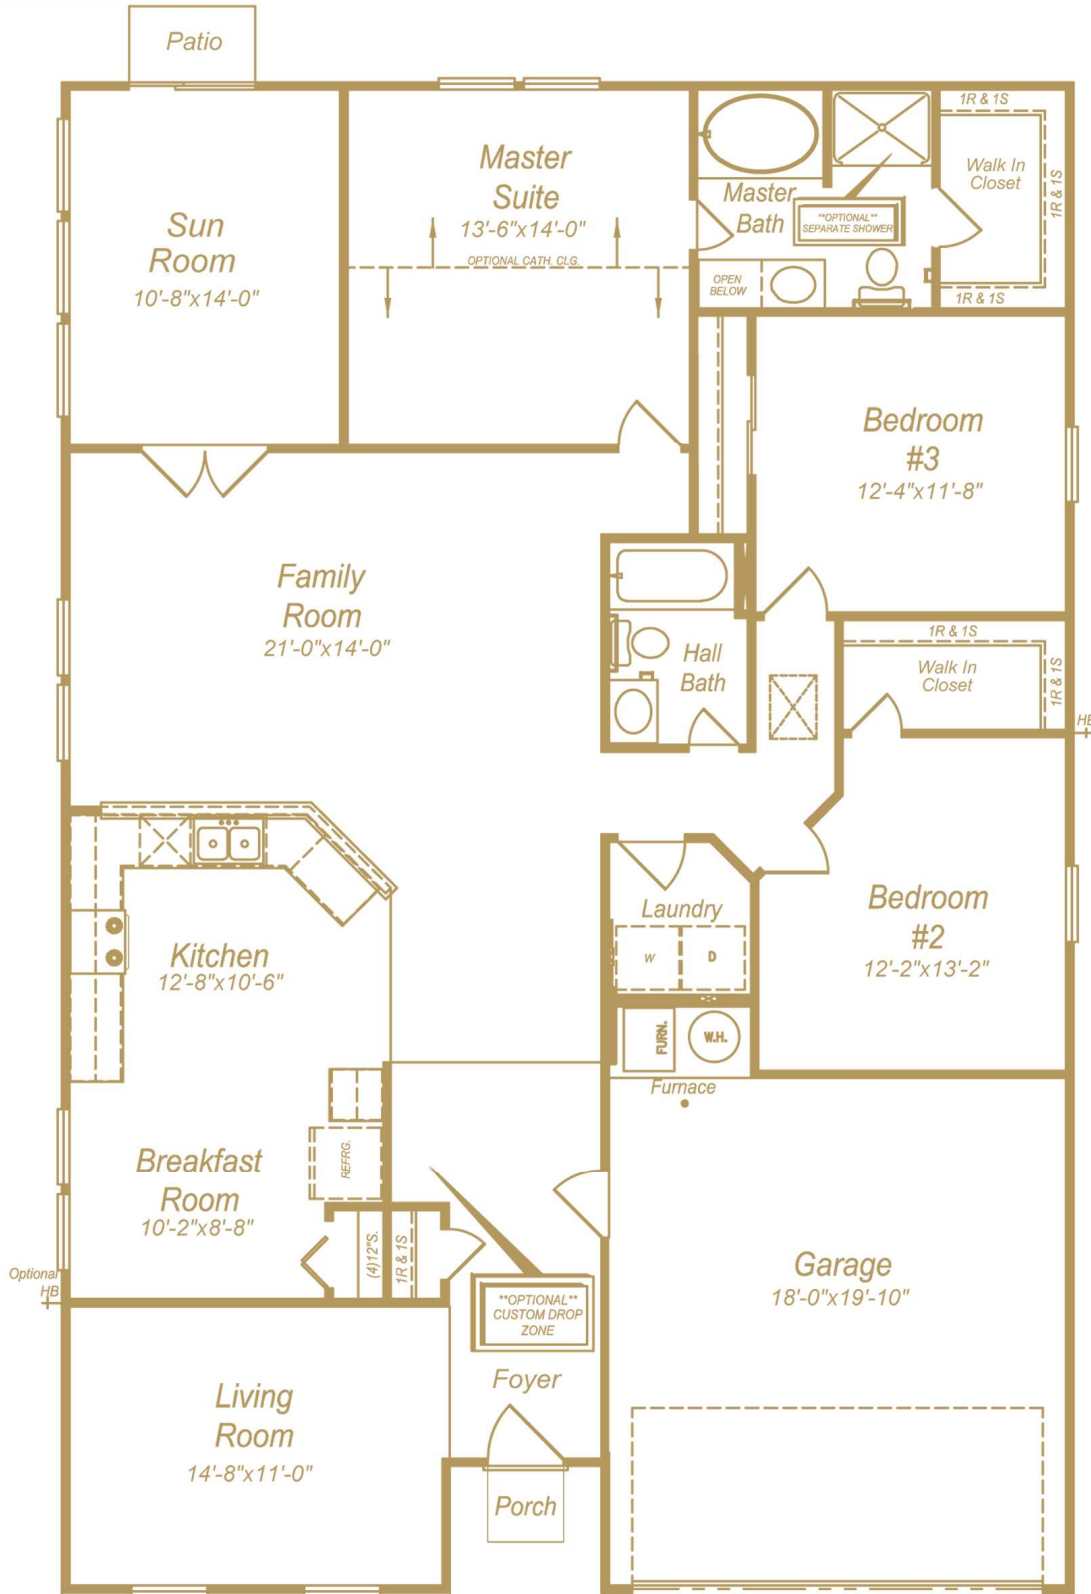 Patio
Sun
Room
10'-8"x14'-0"
Master
Suite
13'-6"x14'-0"
OPTIONAL CATH. CLG.
Master
Bath
**OPTIONAL**
SEPARATE SHOWER
OPEN
BELOW
1R & 1S
Walk In
Closet
1R & 1S
1R & 1S
Bedroom
#3
12'-4"x11'-8"
Family
Room
21'-0"x14'-0"
Hall
Bath
1R & 1S
Walk In
Closet
1R & 1S
HB
Kitchen
12'-8"x10'-6"
Laundry
W
D
Bedroom
#2
12'-2"x13'-2"
FURN.
W.H.
Furnace
Breakfast
Room
10'-2"x8'-8"
REFRG.
(4)12"S.
1R & 1S
Optional
HB
**OPTIONAL**
CUSTOM DROP
ZONE
Garage
18'-0"x19'-10"
Foyer
Living
Room
14'-8"x11'-0"
Porch